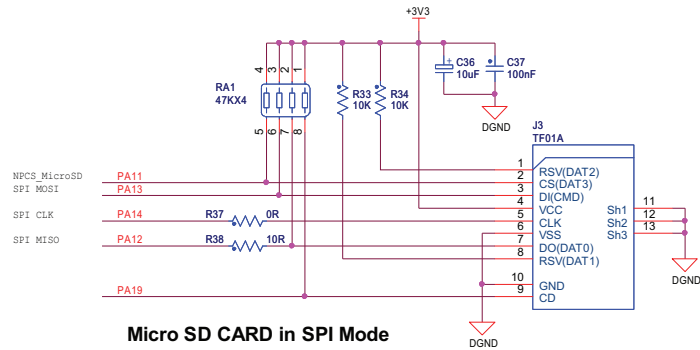 +3V3
4 3 2 1
RA1
47KX4
5 6 7 8
R33
10K
R34
10K
C36
10uF
C37
100nF
DGND
J3
TF01A
NPCS_MicroSD PA11
SPI MOSI PA13
SPI CLK PA14 R37 0R
SPI MISO PA12 R38 10R
PA19
1 RSV(DAT2)
2 CS(DAT3)
3 DI(CMD)
4 VCC
5 CLK
6 VSS
7 DO(DAT0)
8 RSV(DAT1)
10 GND
9 CD
Sh1 11
Sh2 12
Sh3 13
DGND
DGND
Micro SD CARD in SPI Mode